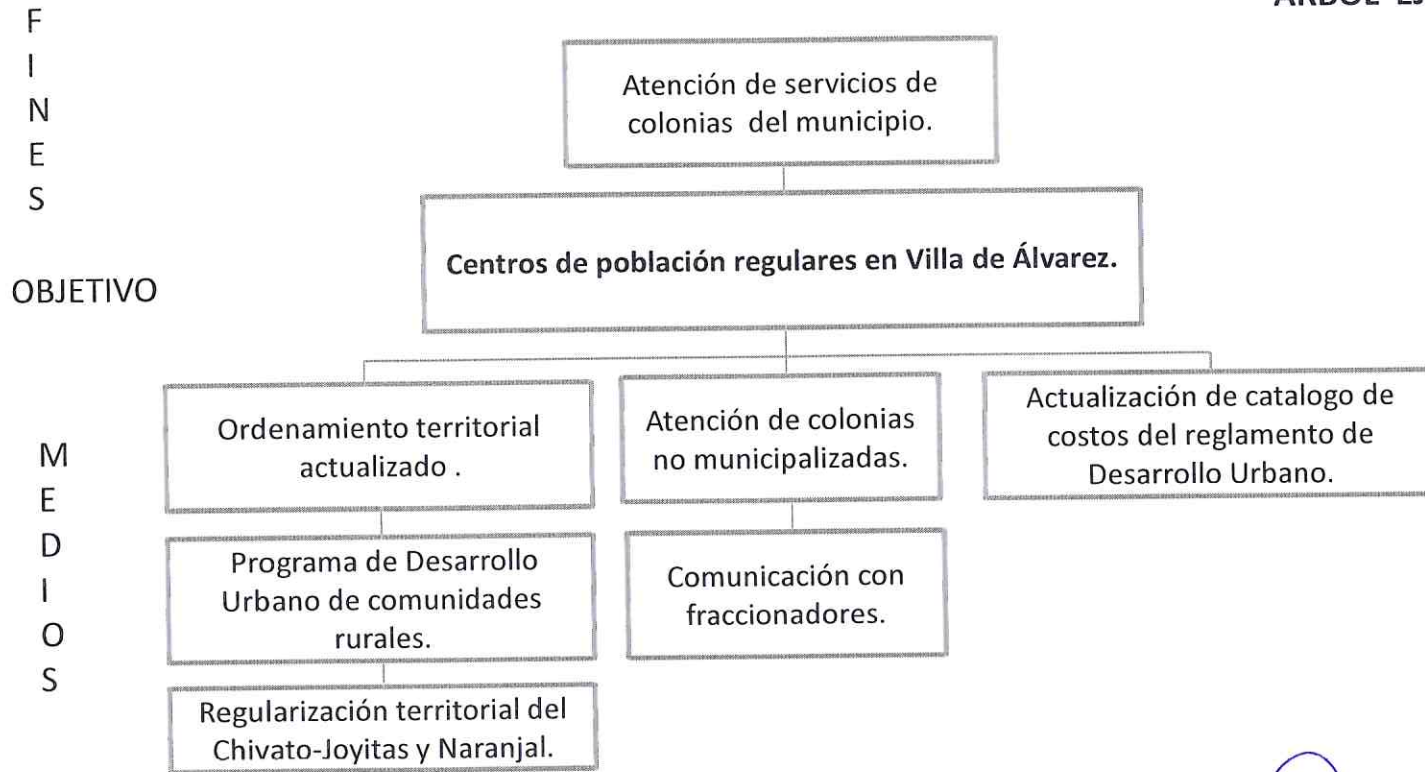 ÁRBOL EJ
F
I
N
E
S
Atención de servicios de
colonias del municipio.
OBJETIVO
Centros de población regulares en Villa de Álvarez.
M
E
D
I
O
S
Ordenamiento territorial
actualizado .
Atención de colonias
no municipalizadas.
Actualización de catalogo de
costos del reglamento de
Desarrollo Urbano.
Programa de Desarrollo
Urbano de comunidades
rurales.
Comunicación con
fraccionadores.
Regularización territorial del
Chivato-Joyitas y Naranjal.